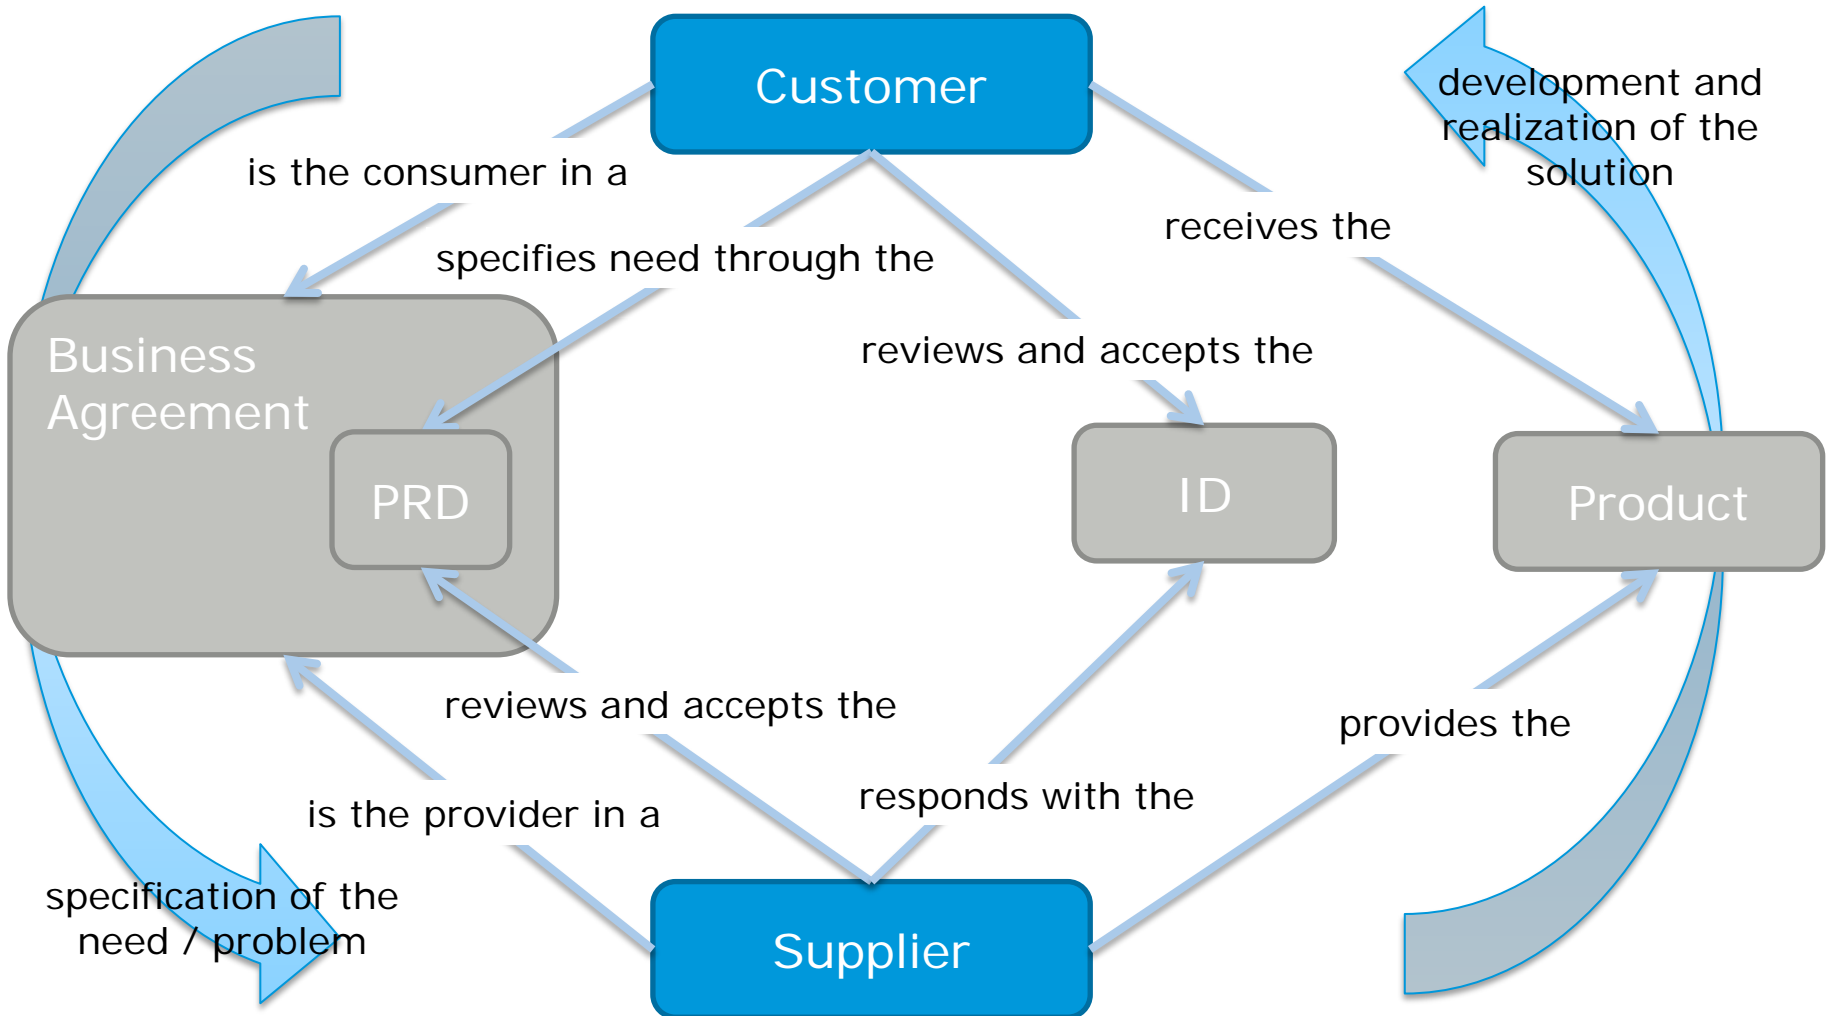 Customer
development and
realization of the
solution
is the consumer in a
receives the
specifies need through the
reviews and accepts the
Business
Agreement
PRD
ID
Product
reviews and accepts the
provides the
responds with the
is the provider in a
specification of the
need / problem
Supplier